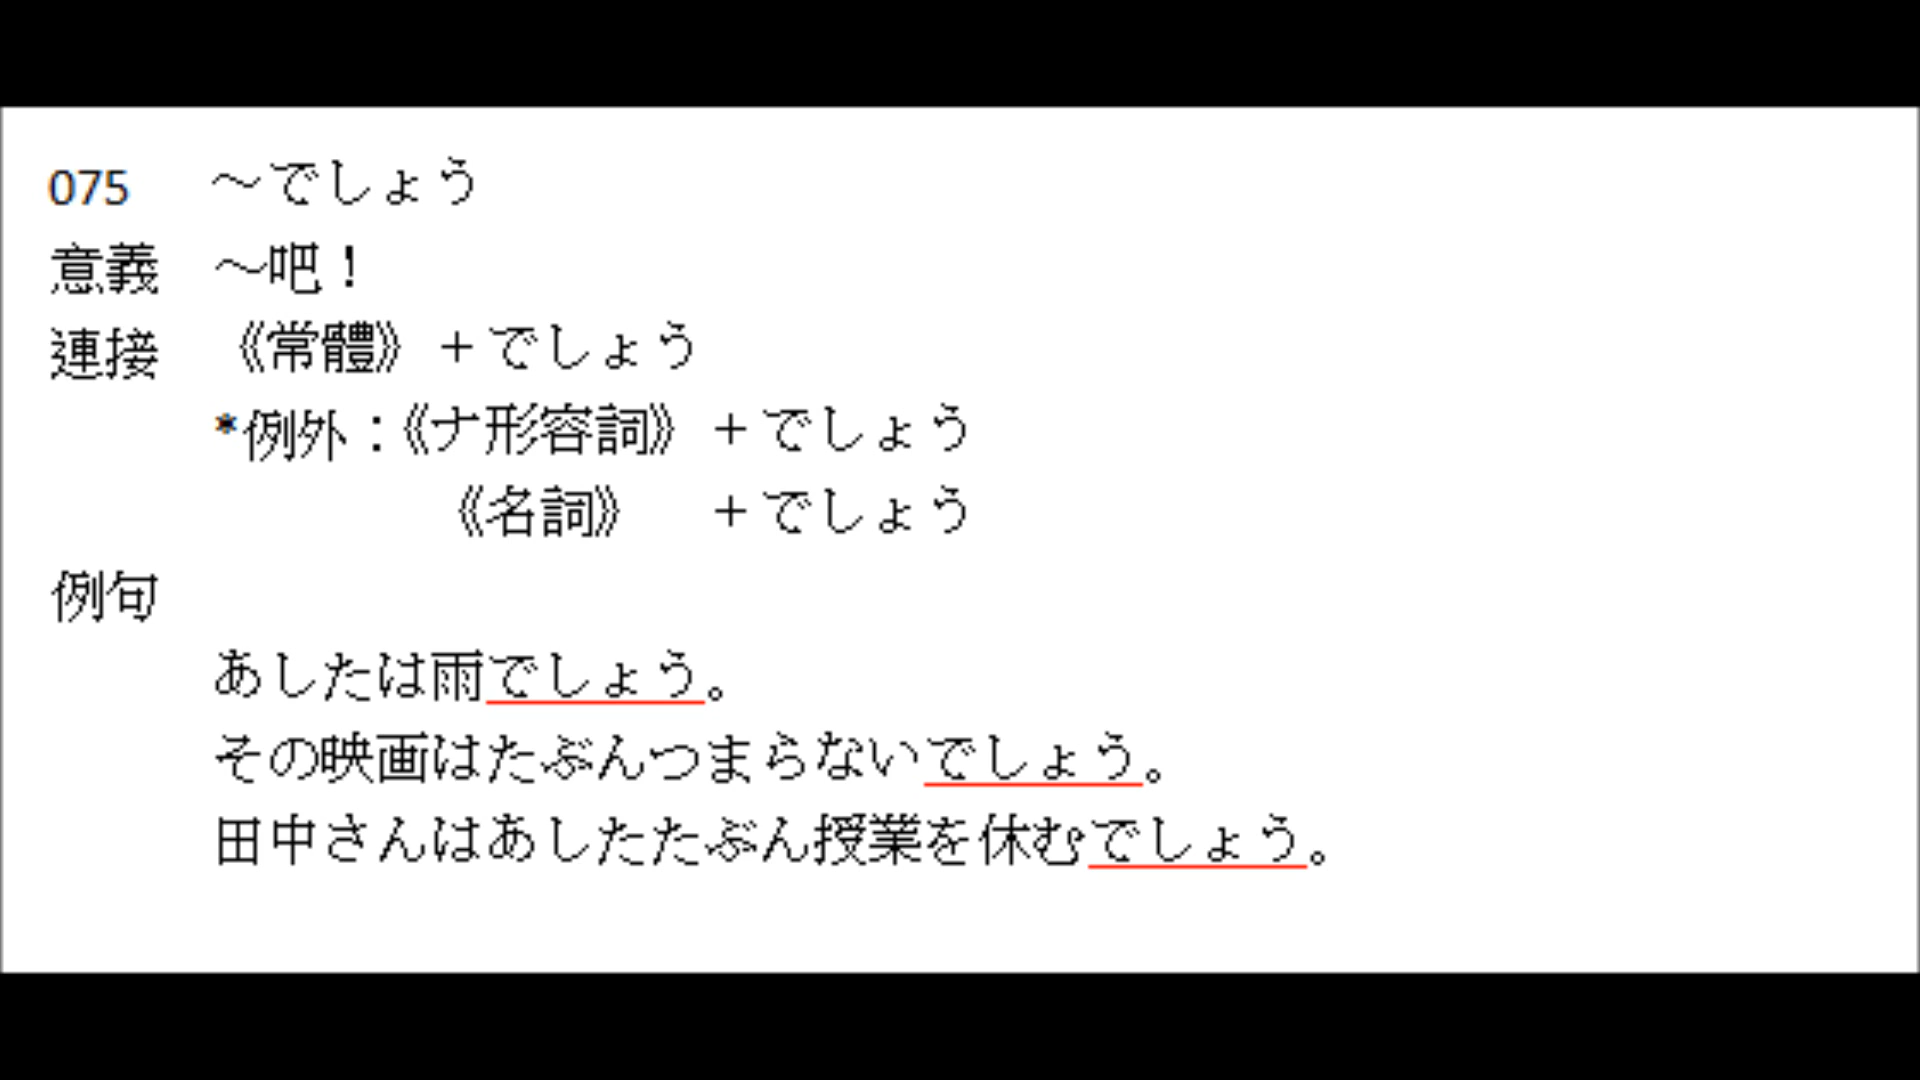 075 ～でしょう
意義 ～吧！
連接 《常體》＋でしょう
*例外：《ナ形容詞》＋でしょう
《名詞》 ＋でしょう
例句
あしたは雨でしょう。
その映画はたぶんつまらないでしょう。
田中さんはあしたたぶん授業を休むでしょう。